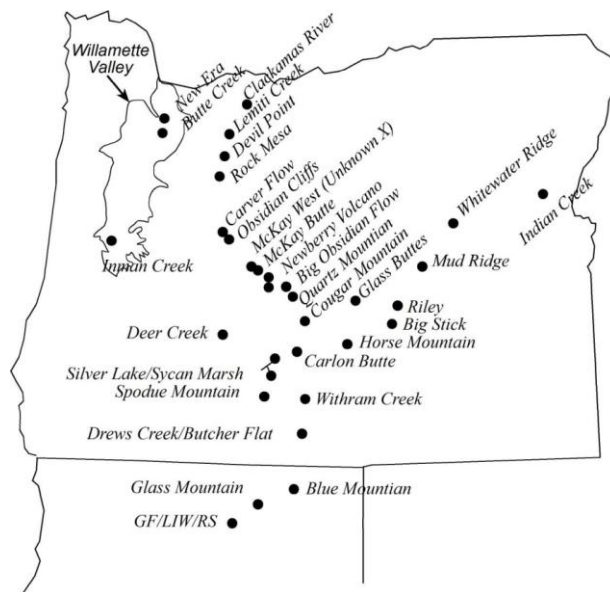 Willamette
Valley
New Era
Butte Creek
Clackamas River
Lemiti Creek
Devil Point
Rock Mesa
Carver Flow
Obsidian Cliffs
McKay West (Unknown X)
McKay Butte
Newberry Volcano
Big Obsidian Flow
Quartz Mountian
Cougar Mountain
Glass Buttes
Whitewater Ridge
Indian Creek
Mud Ridge
Inman Creek
Riley
Big Stick
Deer Creek
Horse Mountain
Carlon Butte
Silver Lake/Sycan Marsh
Spodue Mountain
Withram Creek
Drews Creek/Butcher Flat
Glass Mountain
Blue Mountian
GF/LIW/RS